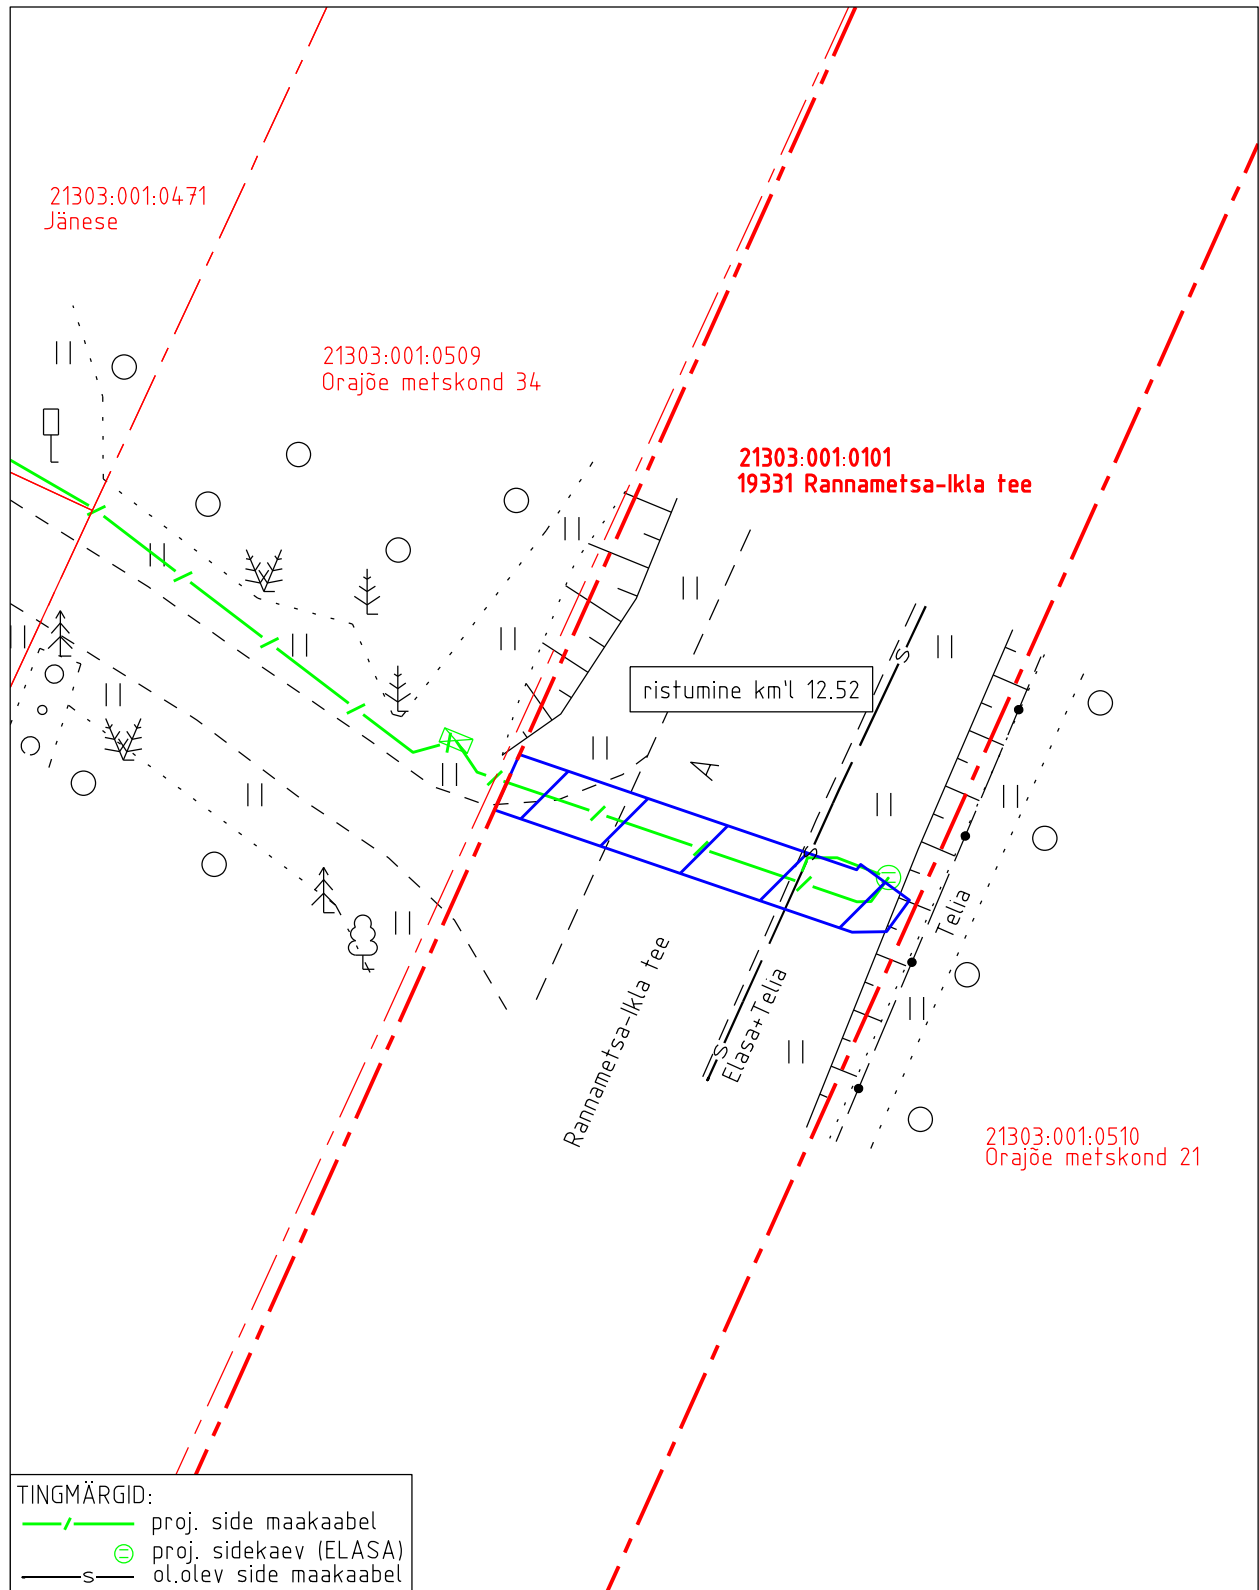 21303:001:0471
Jänese
21303:001:0509
Orajõe metskond 34
21303:001:0101
19331 Rannametsa-Ikla tee
ristumine km'l 12.52
A
S
S
S
Telia
Elasa+Telia
Rannametsa-Ikla tee
21303:001:0510
Orajõe metskond 21
TINGMÄRGID:
proj. side maakaabel
proj. sidekaev (ELASA)
S ol.olev side maakaabel